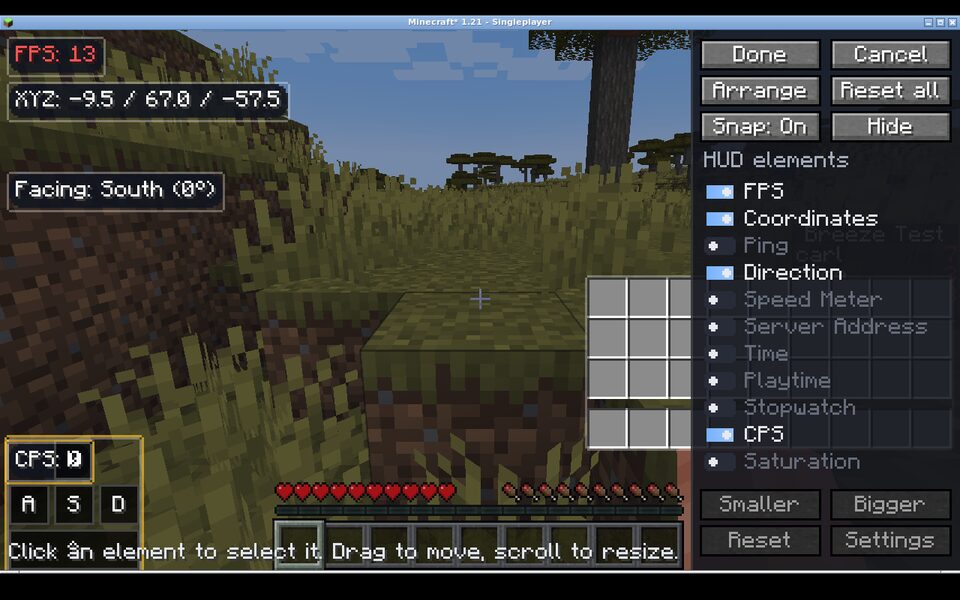 Minecraft* 1.21 - Singleplayer
FPS: 13
XYZ: -9.5 / 67.0 / -57.5
Facing: South (0°)
CPS: 0
A S D
Click an element to select it. Drag to move, scroll to resize.
Done Cancel
Arrange Reset all
Snap: On Hide
HUD elements
FPS
Coordinates
Breeze Test
Ping
carl
Direction
Speed Meter
Server Address
Time
Playtime
Stopwatch
CPS
Saturation
Smaller Bigger
Reset Settings